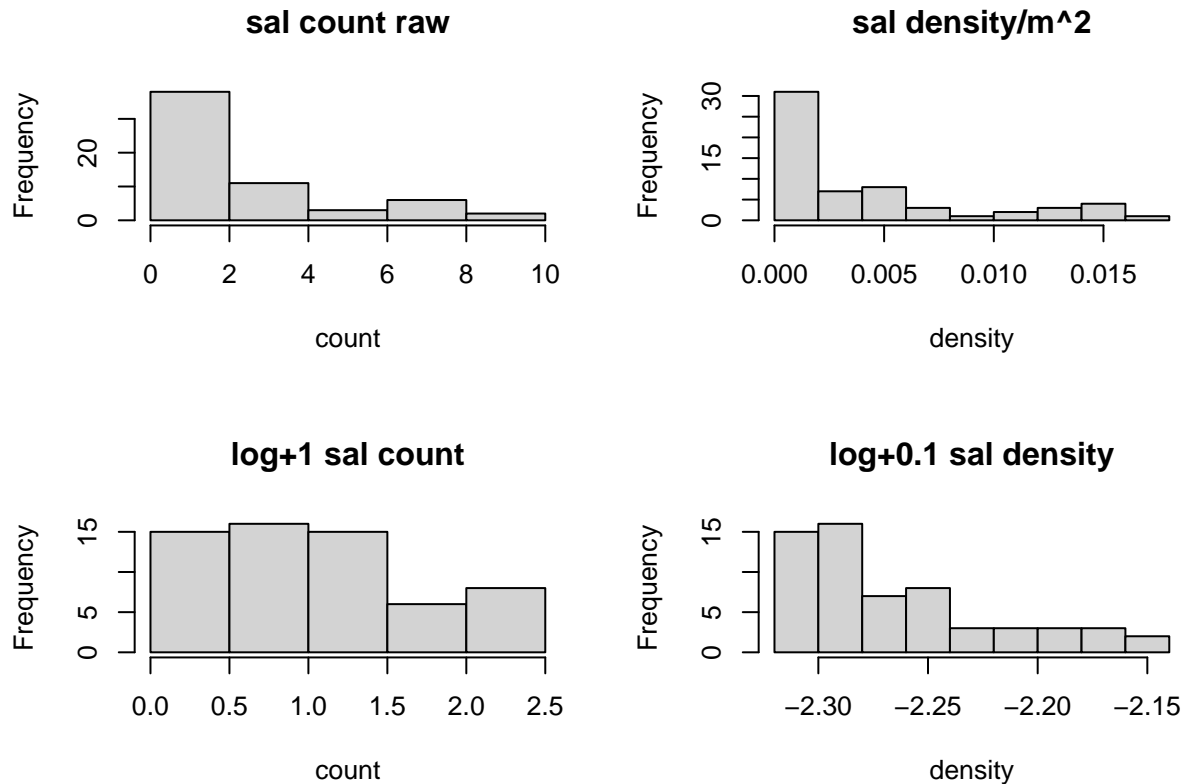 sal count raw
Frequency
0
20
0 2 4 6 8 10
count
sal density/m^2
Frequency
0
15
30
0.000 0.005 0.010 0.015
density
log+1 sal count
Frequency
0
5
15
0.0 0.5 1.0 1.5 2.0 2.5
count
log+0.1 sal density
Frequency
0
5
15
−2.30 −2.25 −2.20 −2.15
density